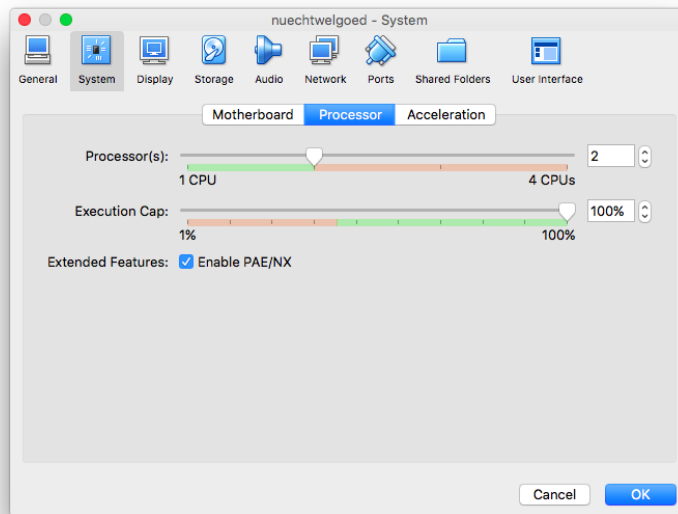 nuechtwelgoed - System
General System Display Storage Audio Network Ports Shared Folders User Interface
Motherboard Processor Acceleration
Processor(s): 2
1 CPU 4 CPUs
Execution Cap: 100%
1% 100%
Extended Features: Enable PAE/NX
Cancel OK